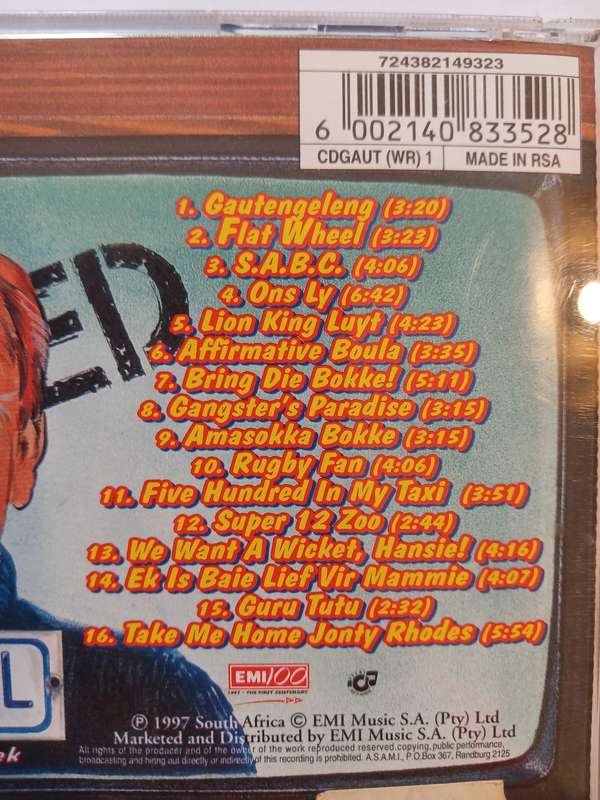 724382149323
6 002140 833528
CDGAUT (WR) 1 MADE IN RSA
ED
1. Gautengeleng (3:20)
2. Flat Wheel (3:23)
3. S.A.B.C. (4:06)
4. Ons Ly (6:42)
5. Lion King Luyt (4:23)
6. Affirmative Boula (3:35)
7. Bring Die Bokke! (5:11)
8. Gangster's Paradise (3:15)
9. Amasokka Bokke (3:15)
10. Rugby Fan (4:06)
11. Five Hundred In My Taxi (3:51)
12. Super 12 Zoo (2:44)
13. We Want A Wicket, Hansie! (4:16)
14. Ek Is Baie Lief Vir Mammie (4:07)
15. Guru Tutu (2:32)
16. Take Me Home Jonty Rhodes (5:54)
L
EMI100
1897 - THE FIRST CENTENARY
ek
℗ 1997 South Africa © EMI Music S.A. (Pty) Ltd
Marketed and Distributed by EMI Music S.A. (Pty) Ltd
All rights of the producer and of the owner of the work reproduced reserved.copying,public performance,
broadcasting and hiring out directly or indirectly of this recording is prohibited. A.S.A.M.I., P.O.Box 367, Randburg 2125